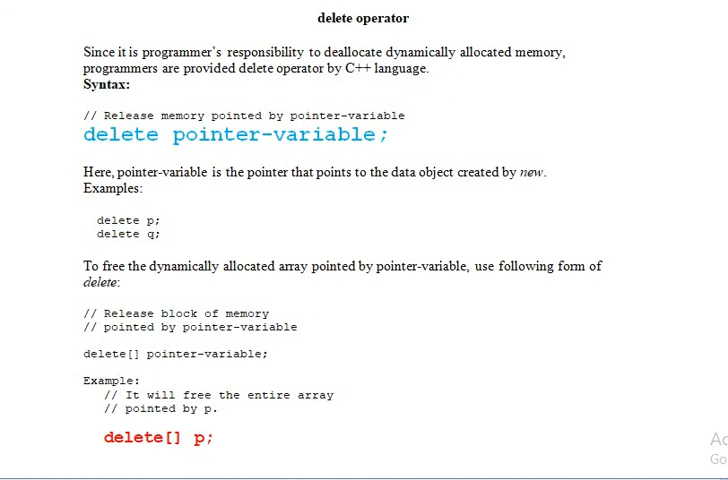 delete operator
Since it is programmer's responsibility to deallocate dynamically allocated memory,
programmers are provided delete operator by C++ language.
Syntax:
// Release memory pointed by pointer-variable
delete pointer-variable;
Here, pointer-variable is the pointer that points to the data object created by new.
Examples:
delete p;
delete q;
To free the dynamically allocated array pointed by pointer-variable, use following form of
delete:
// Release block of memory
// pointed by pointer-variable
delete[] pointer-variable;
Example:
// It will free the entire array
// pointed by p.
delete[] p;